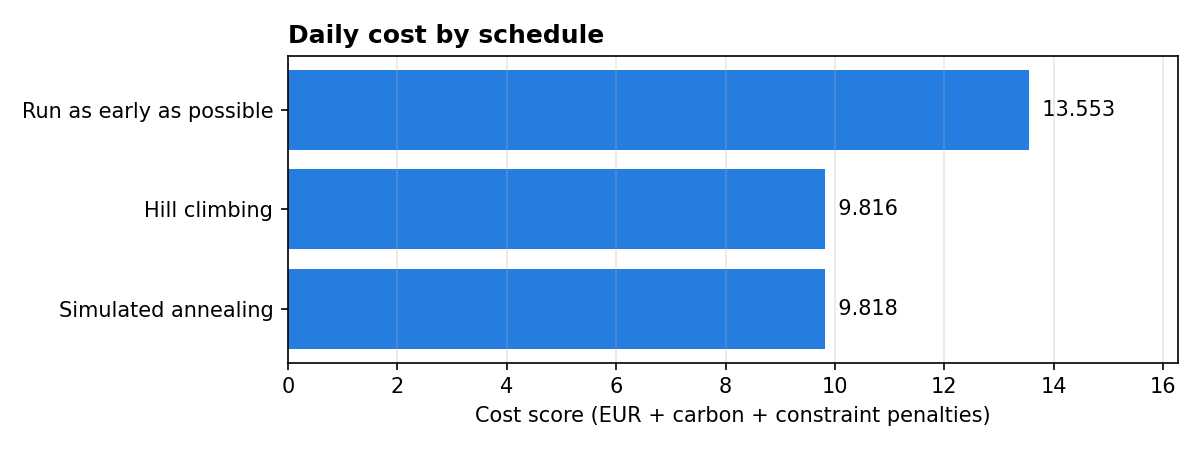 Daily cost by schedule
Run as early as possible
13.553
Hill climbing
9.816
Simulated annealing
9.818
0 2 4 6 8 10 12 14 16
Cost score (EUR + carbon + constraint penalties)